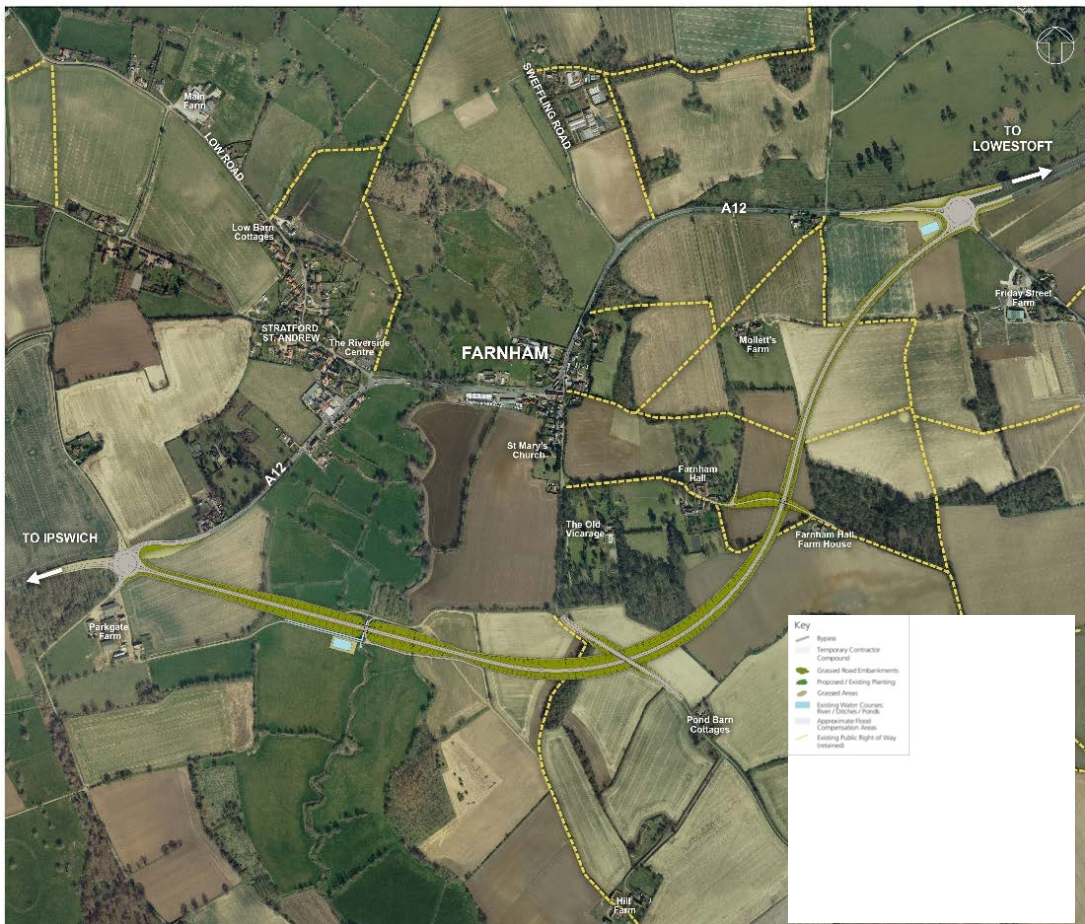 Main
Farm
LOW ROAD
SWEFFLING ROAD
TO
LOWESTOFT
A12
Low Barn
Cottages
Friday Street
Farm
STRATFORD
ST. ANDREW
The Riverside
Centre
FARNHAM
Mollett's
Farm
St Mary's
Church
A12
Farnham
Hall
TO IPSWICH
The Old
Vicarage
Farnham Hall
Farm House
Parkgate
Farm
Pond Barn
Cottages
Hill
Farm
Key
Bypass
Temporary Contractor
Compound
Grassed Road Embankments
Proposed / Existing Planting
Grassed Areas
Existing Water Courses
River / Ditches / Ponds
Approximate Flood
Compensation Areas
Existing Public Right of Way
(retained)